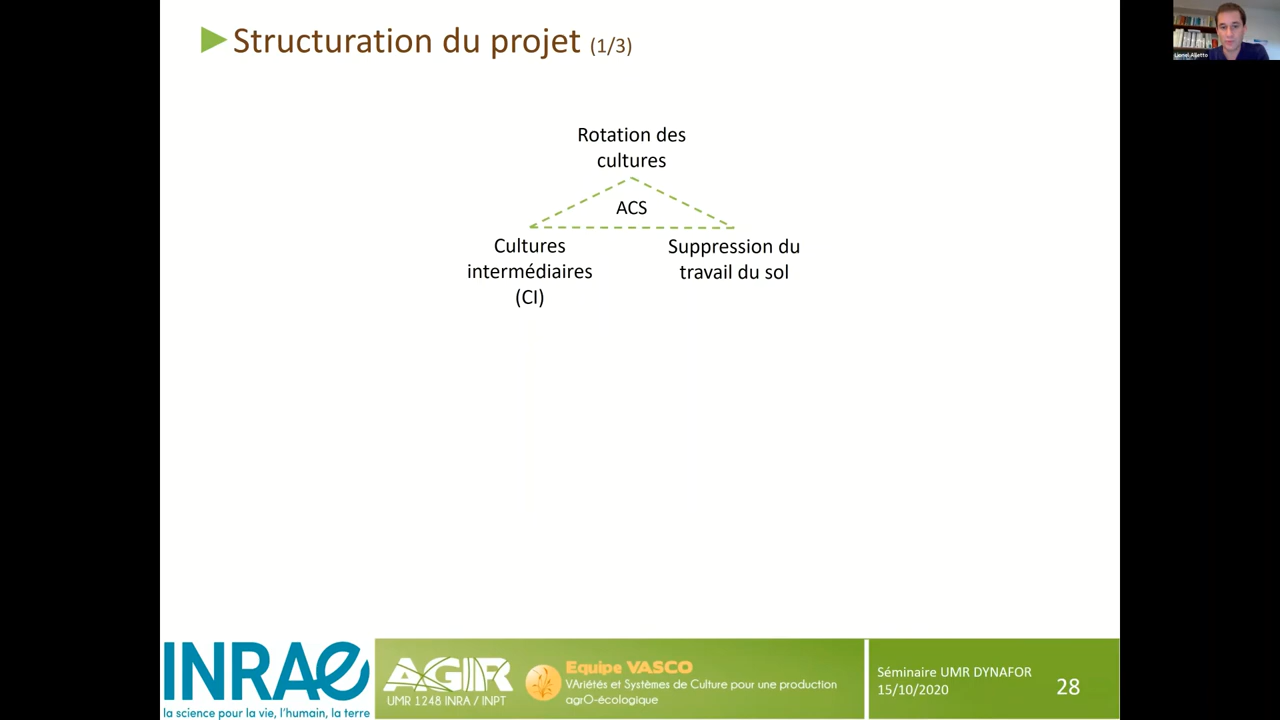 Structuration du projet (1/3)
Lionel Alletto
Rotation des
cultures
ACS
Cultures
intermédiaires
(CI)
Suppression du
travail du sol
INRAE
la science pour la vie, l'humain, la terre
AGIR
UMR 1248 INRA / INPT
Equipe VASCO
VAriétés et Systèmes de Culture pour une production
agrO-écologique
Séminaire UMR DYNAFOR
15/10/2020
28